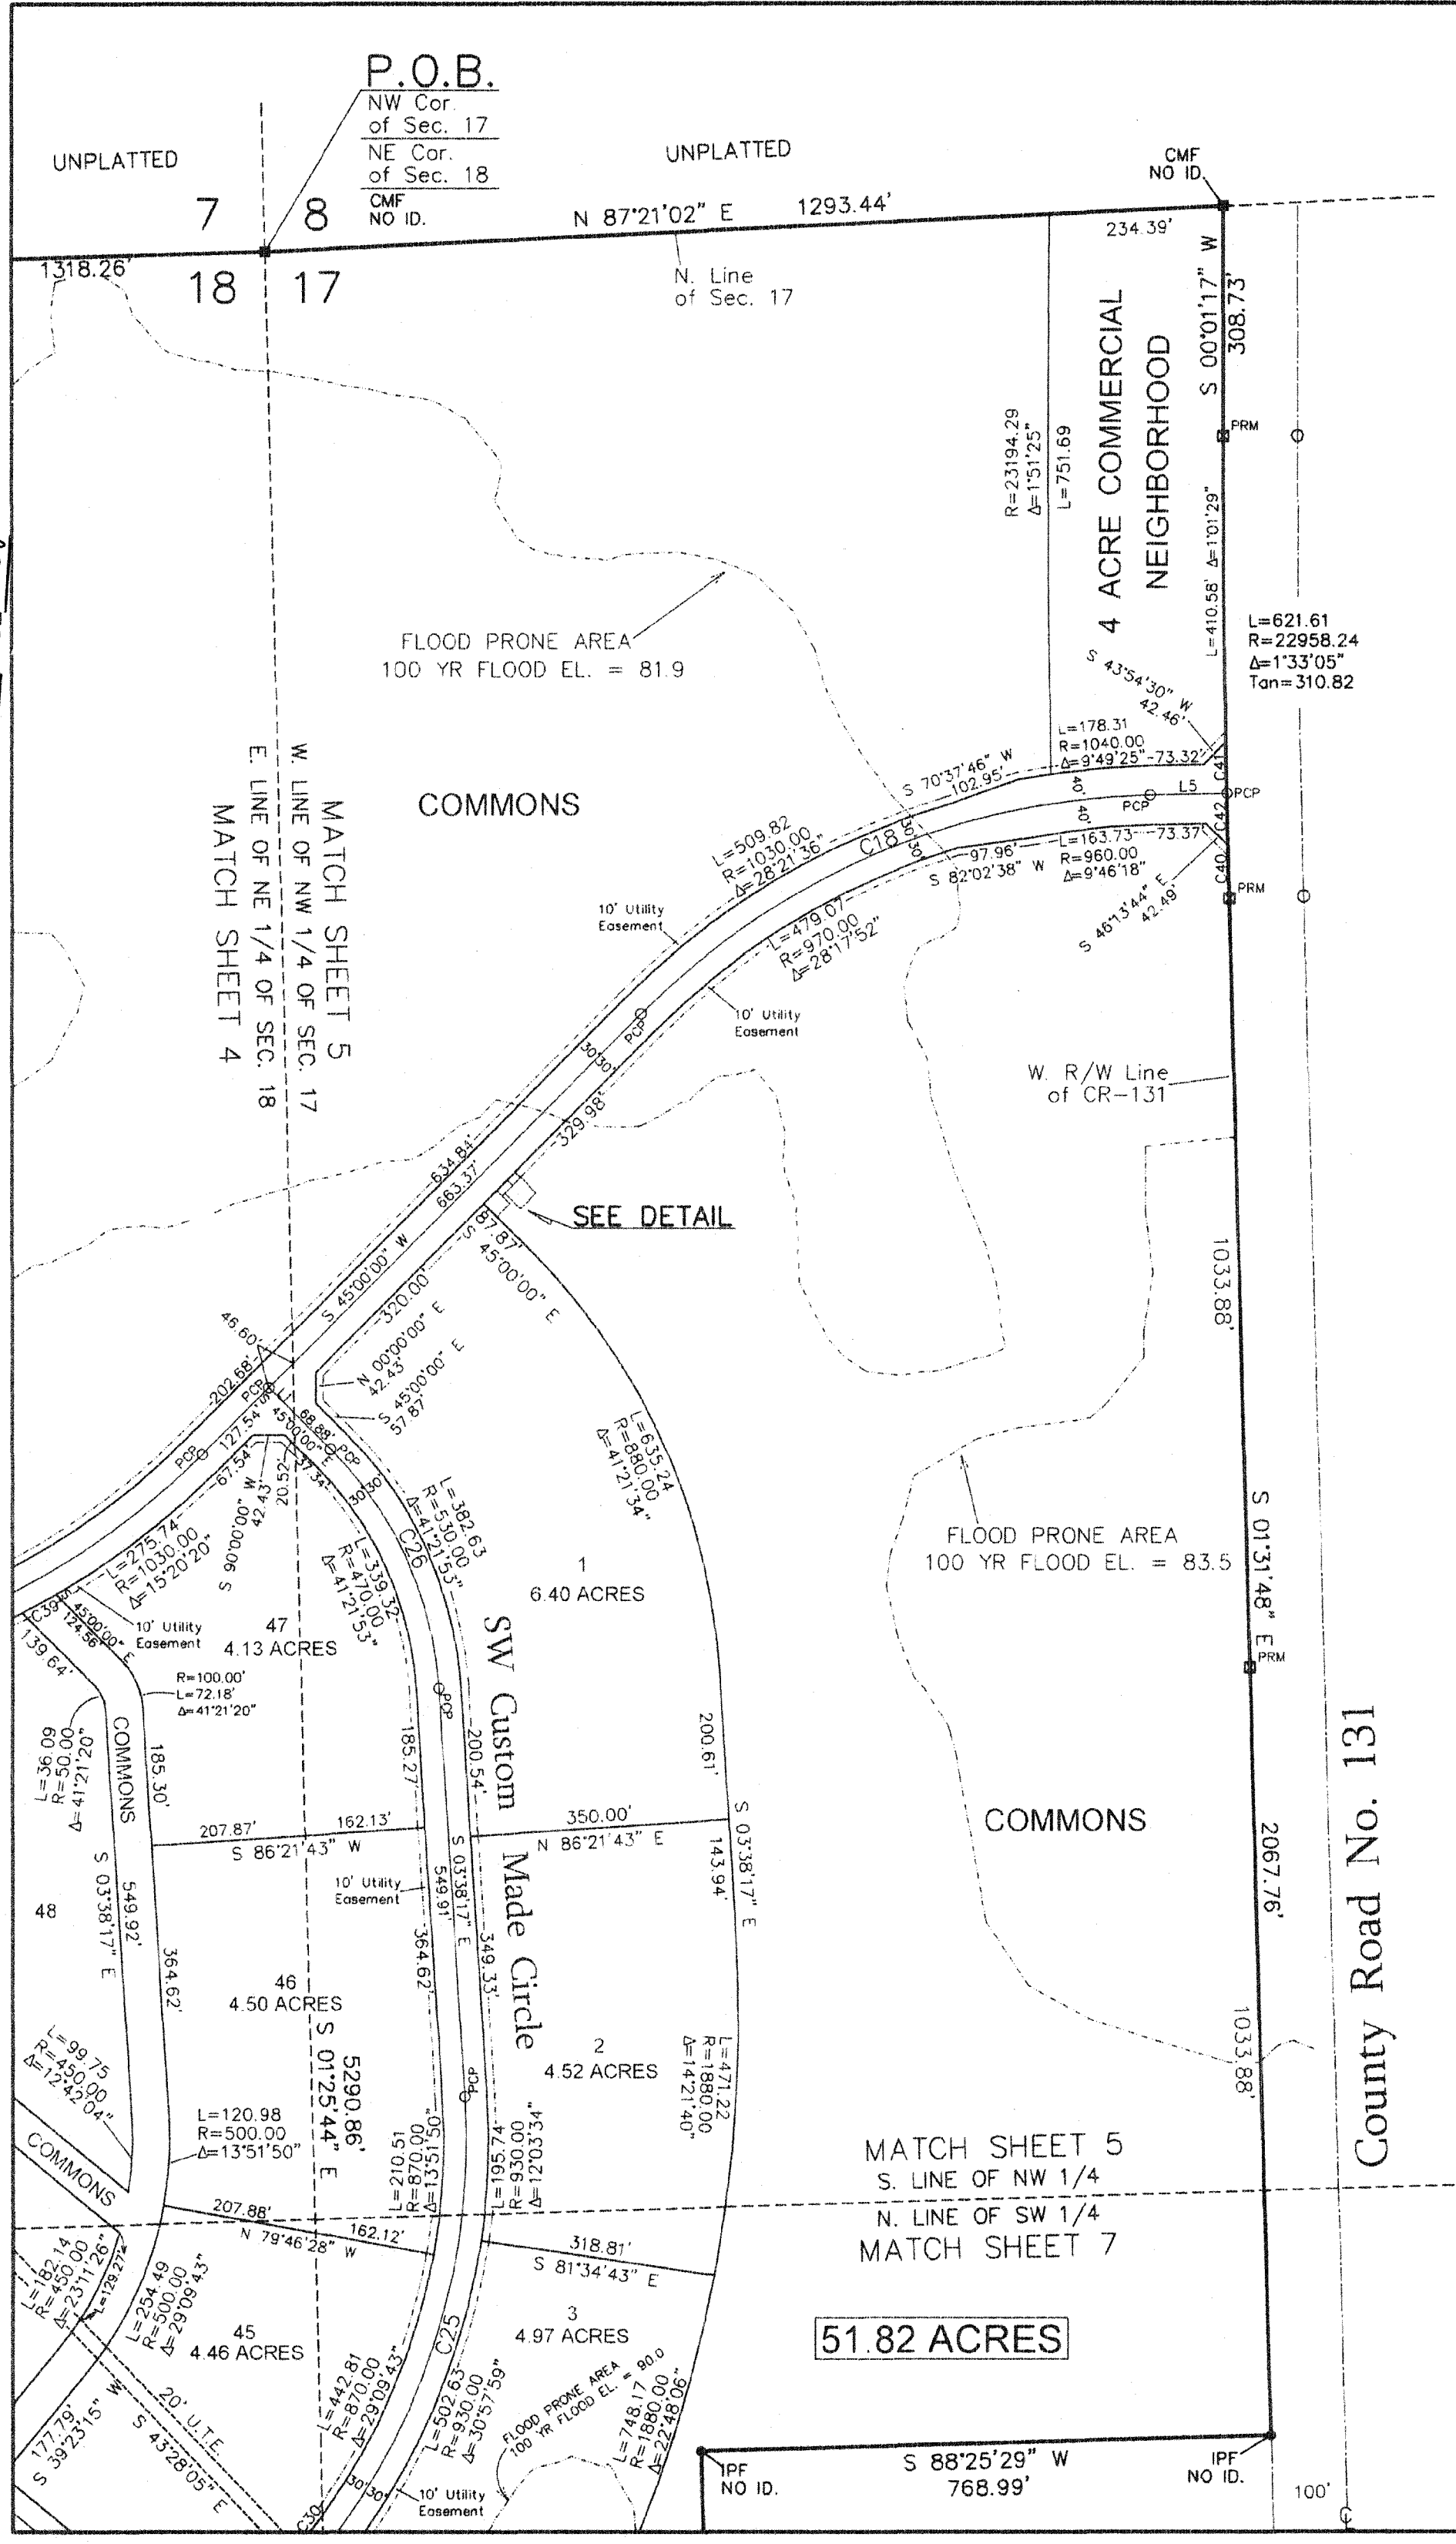 P.O.B.
NW Cor.
of Sec. 17
NE Cor.
of Sec. 18
CMF
NO ID.
UNPLATTED
UNPLATTED
CMF
NO ID.
7
8
18
17
1318.26'
N 87°21'02" E
1293.44'
234.39'
N. Line
of Sec. 17
S 00°01'17" W
308.73'
PRM
4 ACRE COMMERCIAL
NEIGHBORHOOD
R=23194.29
Δ=1°51'25"
L=751.69
L=410.58' Δ=1°01'29"
L=621.61
R=22958.24
Δ=1°33'05"
Tan=310.82
FLOOD PRONE AREA
100 YR FLOOD EL. = 81.9
S 43°54'30" W
42.46'
L=178.31
R=1040.00
Δ=9°49'25"
73.32'
C41
S 70°37'46" W
102.95'
40'
40'
PCP
L5
PCP
C42
COMMONS
MATCH SHEET 5
W. LINE OF NW 1/4 OF SEC. 17
E. LINE OF NE 1/4 OF SEC. 18
MATCH SHEET 4
L=509.82
R=1030.00
Δ=28°21'36"
C18
30'
30'
97.96'
S 82°02'38" W
L=163.73
R=960.00
Δ=9°46'18"
73.37'
C40
PRM
S 46°13'44" E
42.49'
L=479.07
R=970.00
Δ=28°17'52"
10' Utility
Easement
10' Utility
Easement
PCP
30'
30'
W. R/W Line
of CR-131
329.98'
634.84'
663.37'
SEE DETAIL
87.87'
S 45°00'00" E
S 45°00'00" W
320.00'
1033.88'
N 00°00'00" E
42.43'
S 45°00'00" E
57.87'
46.60'
202.68'
PCP
L1
68.88'
S 45°00'00" E
PCP
127.54'
PCP
67.54'
S 90°00'00" W
42.43'
20.52'
37.34'
30'
30'
L=635.24
R=880.00
Δ=41°21'34"
L=382.63
R=530.00
Δ=41°21'53"
C26
L=339.32
R=470.00
Δ=41°21'53"
L=275.74
R=1030.00
Δ=15°20'20"
FLOOD PRONE AREA
100 YR FLOOD EL. = 83.5
S 01°31'48" E
1
6.40 ACRES
C39
S 45°00'00" E
124.56'
10' Utility
Easement
47
4.13 ACRES
139.64'
R=100.00'
L=72.18'
Δ=41°21'20"
SW Custom Made Circle
PCP
PRM
L=36.09
R=50.00
Δ=41°21'20"
COMMONS
185.30'
185.27'
200.54'
200.61'
County Road No. 131
207.87'
162.13'
S 86°21'43" W
350.00'
N 86°21'43" E
S 03°38'17" E
143.94'
COMMONS
2067.76'
48
S 03°38'17" E
549.92'
10' Utility
Easement
S 03°38'17" E
549.91'
364.62'
364.62'
349.33'
46
4.50 ACRES
5290.86'
S 01°25'44" E
2
4.52 ACRES
1033.88'
L=99.75
R=450.00
Δ=12°42'04"
PCP
L=471.22
R=1880.00
Δ=14°21'40"
L=120.98
R=500.00
Δ=13°51'50"
L=210.51
R=870.00
Δ=13°51'50"
L=195.74
R=930.00
Δ=12°03'34"
COMMONS
MATCH SHEET 5
S. LINE OF NW 1/4
N. LINE OF SW 1/4
MATCH SHEET 7
207.88'
162.12'
N 79°46'28" W
318.81'
S 81°34'43" E
L=182.14
R=450.00
Δ=23°11'26"
L=129.27'
L=254.49
R=500.00
Δ=29°09'43"
45
4.46 ACRES
C25
3
4.97 ACRES
51.82 ACRES
L=442.81
R=870.00
Δ=29°09'43"
L=502.63
R=930.00
Δ=30°57'59"
FLOOD PRONE AREA
100 YR FLOOD EL. = 90.0
L=748.17
R=1880.00
Δ=22°48'06"
177.79'
S 39°23'15" W
20' U.T.E.
S 43°28'05" E
C30
30'
30'
10' Utility
Easement
IPF
NO ID.
S 88°25'29" W
768.99'
IPF
NO ID.
100'